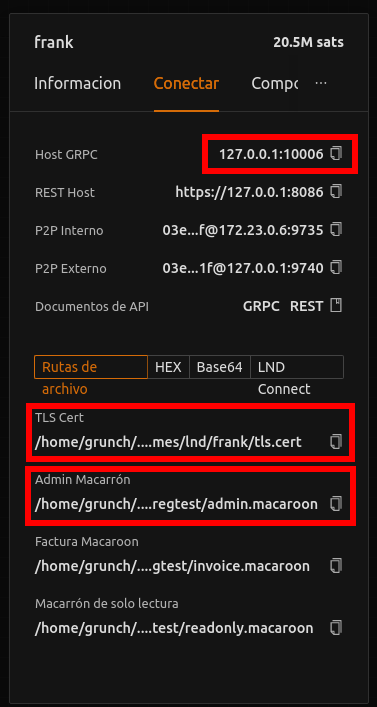 frank 20.5M sats
Informacion Conectar Compo ...
Host GRPC 127.0.0.1:10006
REST Host https://127.0.0.1:8086
P2P Interno 03e...f@172.23.0.6:9735
P2P Externo 03e...1f@127.0.0.1:9740
Documentos de API GRPC REST
Rutas de archivo HEX Base64 LND Connect
TLS Cert
/home/grunch/....mes/lnd/frank/tls.cert
Admin Macarrón
/home/grunch/....regtest/admin.macaroon
Factura Macaroon
/home/grunch/....gtest/invoice.macaroon
Macarrón de solo lectura
/home/grunch/....test/readonly.macaroon